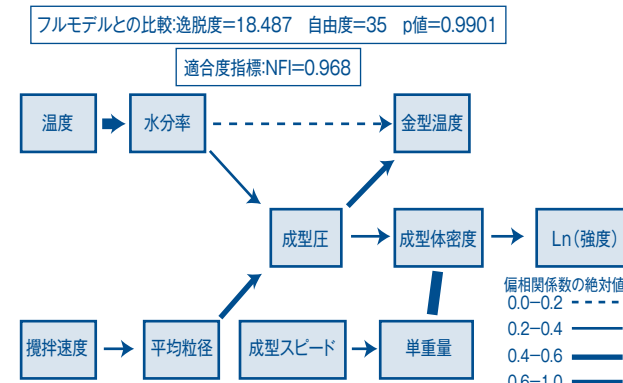 フルモデルとの比較:逸脱度＝18.487　自由度＝35　p値＝0.9901
適合度指標:NFI＝0.968
温度
水分率
金型温度
成型圧
成型体密度
Ln（強度）
偏相関係数の絶対値
0.0－0.2
0.2－0.4
0.4－0.6
0.6－1.0
攪拌速度
平均粒径
成型スピード
単重量